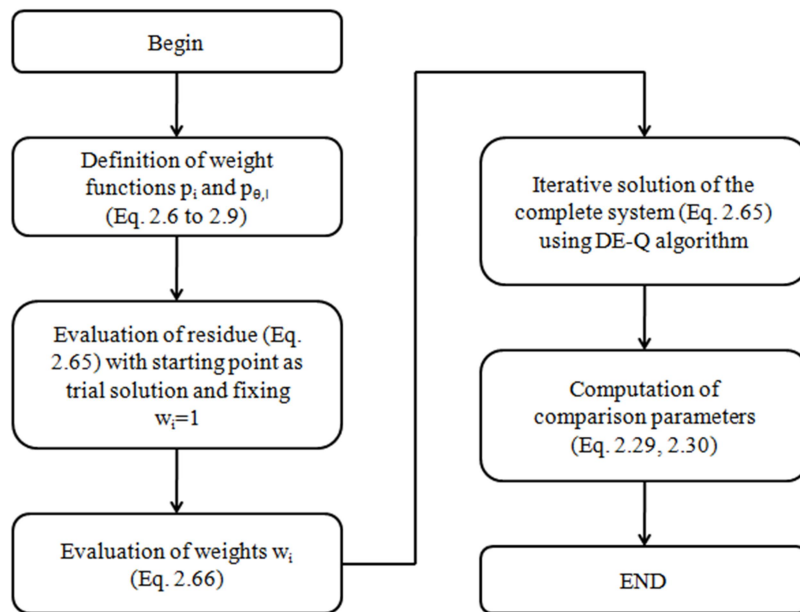 Begin
Definition of weight
functions pᵢ and p_θ,l
(Eq. 2.6 to 2.9)
Evaluation of residue (Eq.
2.65) with starting point as
trial solution and fixing
wᵢ=1
Evaluation of weights wᵢ
(Eq. 2.66)
Iterative solution of the
complete system (Eq. 2.65)
using DE-Q algorithm
Computation of
comparison parameters
(Eq. 2.29, 2.30)
END